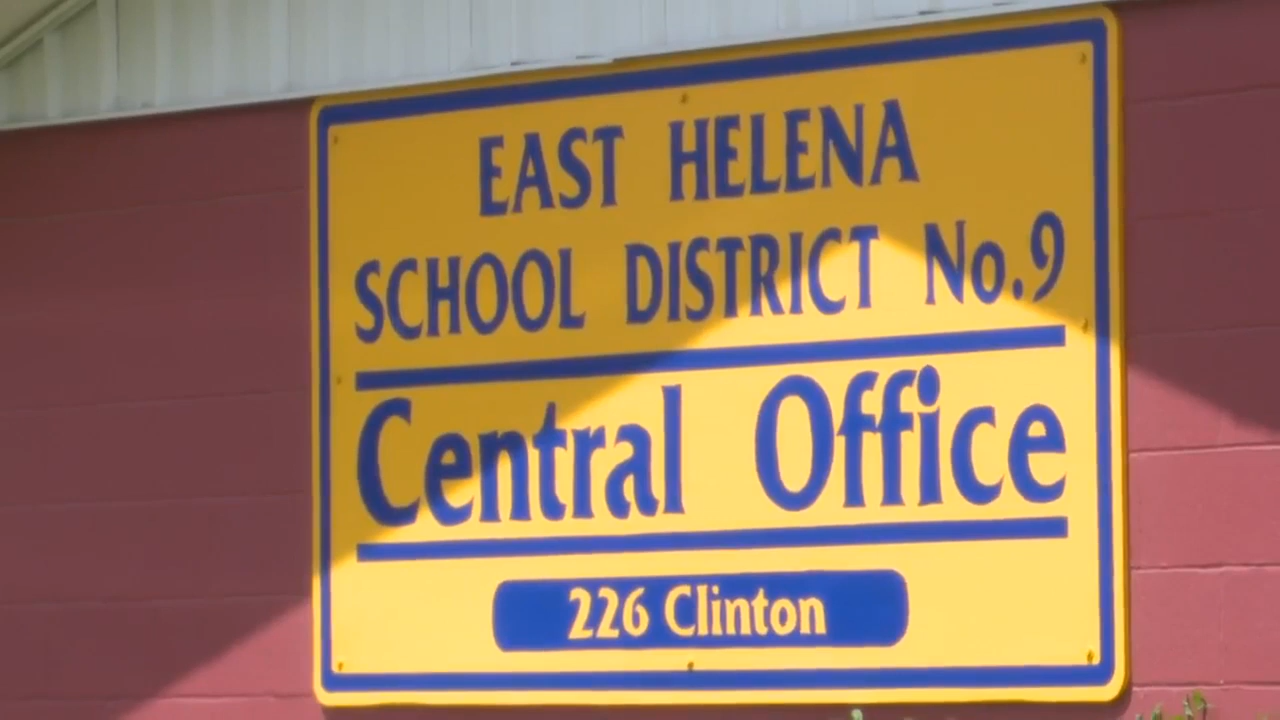 EAST HELENA
SCHOOL DISTRICT No.9
Central Office
226 Clinton